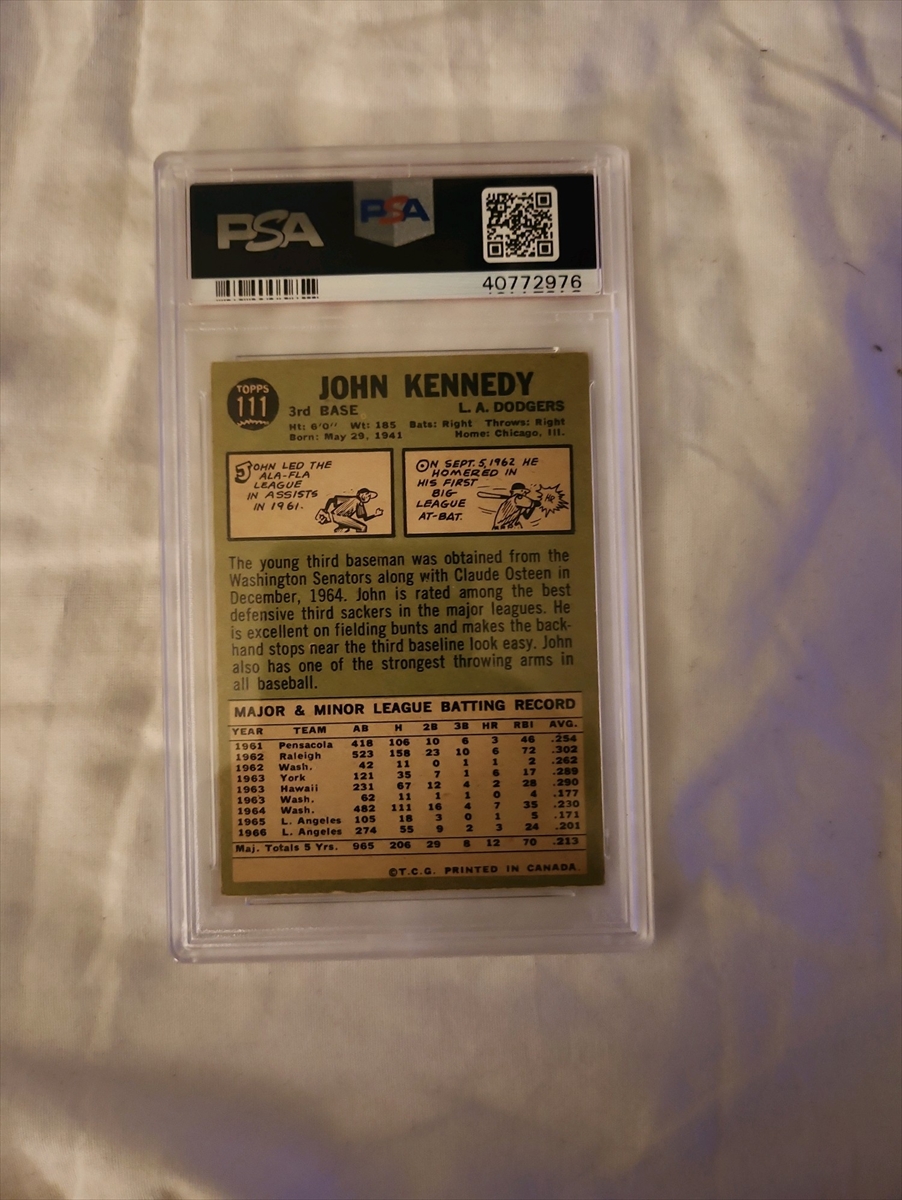 PSA
PSA
40772976
TOPPS
111
JOHN KENNEDY
3rd BASE L. A. DODGERS
Ht: 6'0" Wt: 185 Bats: Right Throws: Right
Born: May 29, 1941 Home: Chicago, Ill.
JOHN LED THE
ALA-FLA
LEAGUE
IN ASSISTS
IN 1961.
ON SEPT. 5, 1962 HE
HOMERED IN
HIS FIRST
BIG
LEAGUE
AT-BAT.
HR
The young third baseman was obtained from the
Washington Senators along with Claude Osteen in
December, 1964. John is rated among the best
defensive third sackers in the major leagues. He
is excellent on fielding bunts and makes the back-
hand stops near the third baseline look easy. John
also has one of the strongest throwing arms in
all baseball.
MAJOR & MINOR LEAGUE BATTING RECORD
YEAR TEAM AB H 2B 3B HR RBI AVG.
1961 Pensacola 418 106 10 6 3 46 .254
1962 Raleigh 523 158 23 10 6 72 .302
1962 Wash. 42 11 0 1 1 2 .262
1963 York 121 35 7 1 6 17 .289
1963 Hawaii 231 67 12 4 2 28 .290
1963 Wash. 62 11 1 1 0 4 .177
1964 Wash. 482 111 16 4 7 35 .230
1965 L. Angeles 105 18 3 0 1 5 .171
1966 L. Angeles 274 55 9 2 3 24 .201
Maj. Totals 5 Yrs. 965 206 29 8 12 70 .213
©T.C.G. PRINTED IN CANADA